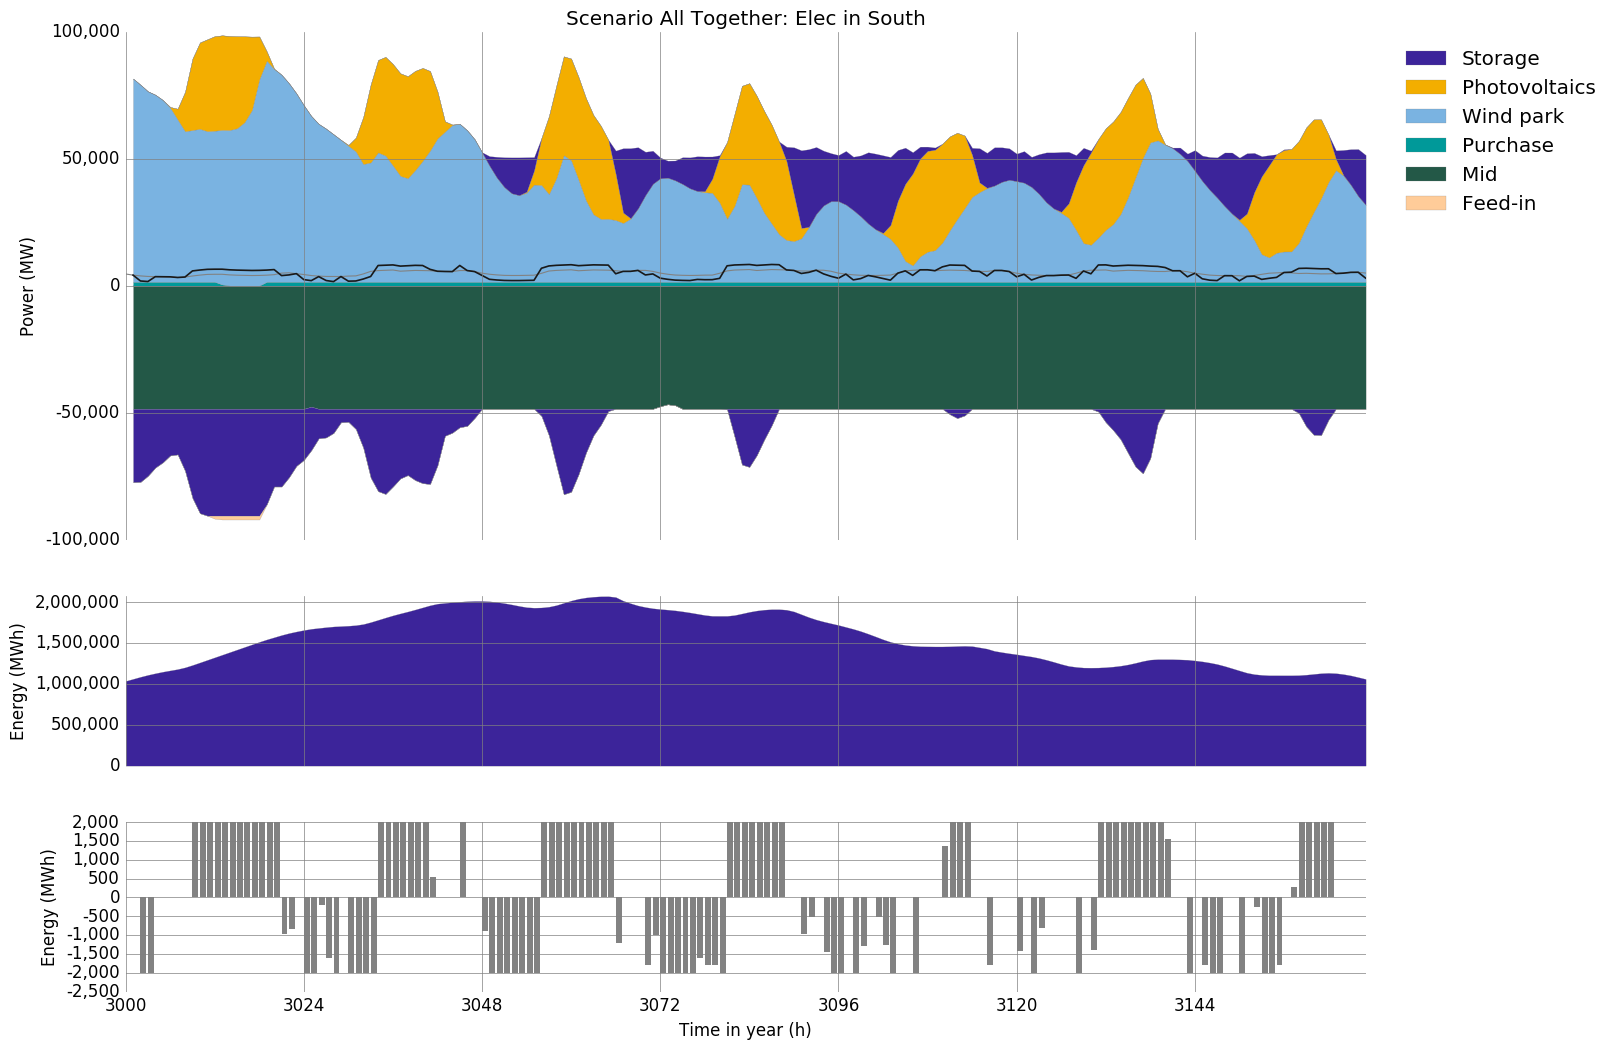 Scenario All Together: Elec in South
100,000
50,000
0
-50,000
-100,000
Power (MW)
Storage
Photovoltaics
Wind park
Purchase
Mid
Feed-in
2,000,000
1,500,000
1,000,000
500,000
0
Energy (MWh)
2,000
1,500
1,000
500
0
-500
-1,000
-1,500
-2,000
-2,500
Energy (MWh)
3000 3024 3048 3072 3096 3120 3144
Time in year (h)